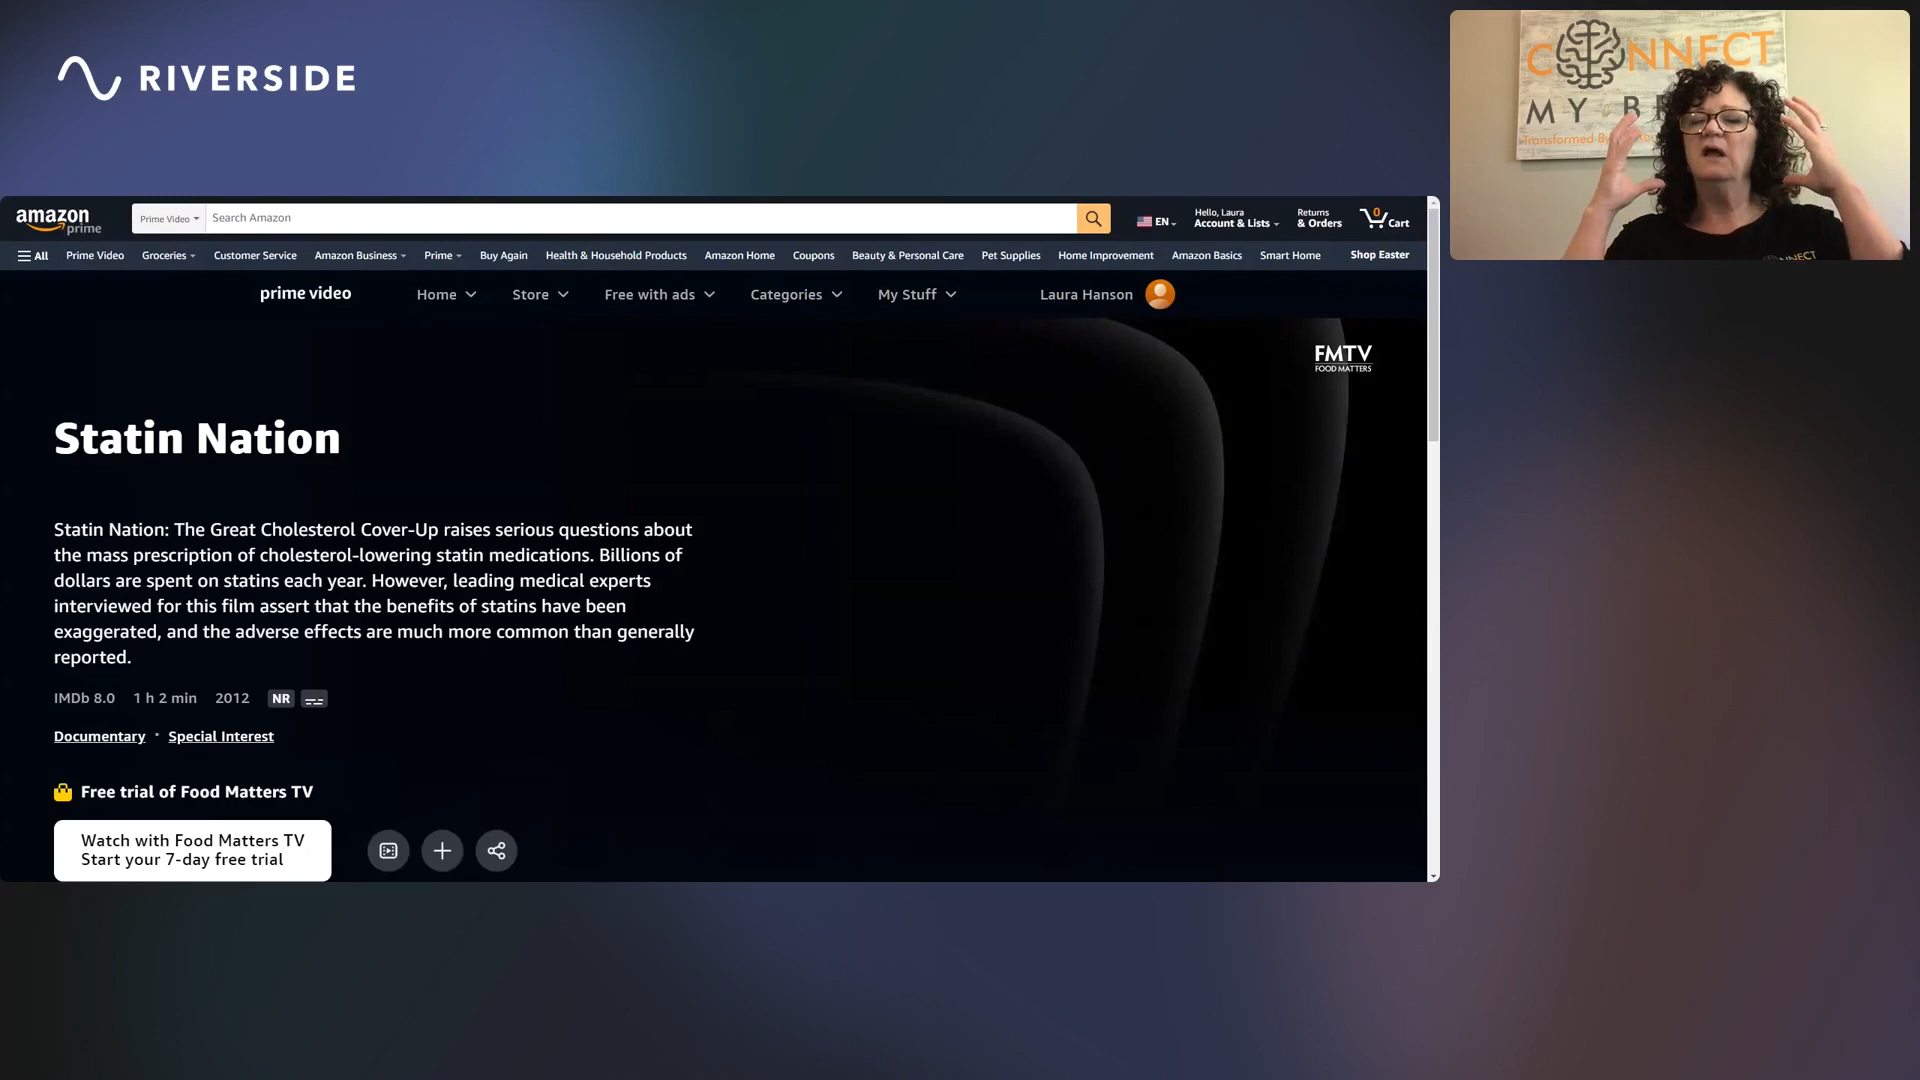 RIVERSIDE
CONNECT
MY B
Transformed By
NNECT
amazon prime
Prime Video
Search Amazon
EN
Hello, Laura
Account & Lists
Returns
& Orders
0
Cart
All Prime Video Groceries Customer Service Amazon Business Prime Buy Again Health & Household Products Amazon Home Coupons Beauty & Personal Care Pet Supplies Home Improvement Amazon Basics Smart Home Shop Easter
prime video Home Store Free with ads Categories My Stuff Laura Hanson
FMTV
FOOD MATTERS
Statin Nation
Statin Nation: The Great Cholesterol Cover-Up raises serious questions about
the mass prescription of cholesterol-lowering statin medications. Billions of
dollars are spent on statins each year. However, leading medical experts
interviewed for this film assert that the benefits of statins have been
exaggerated, and the adverse effects are much more common than generally
reported.
IMDb 8.0 1 h 2 min 2012 NR
Documentary · Special Interest
Free trial of Food Matters TV
Watch with Food Matters TV
Start your 7-day free trial